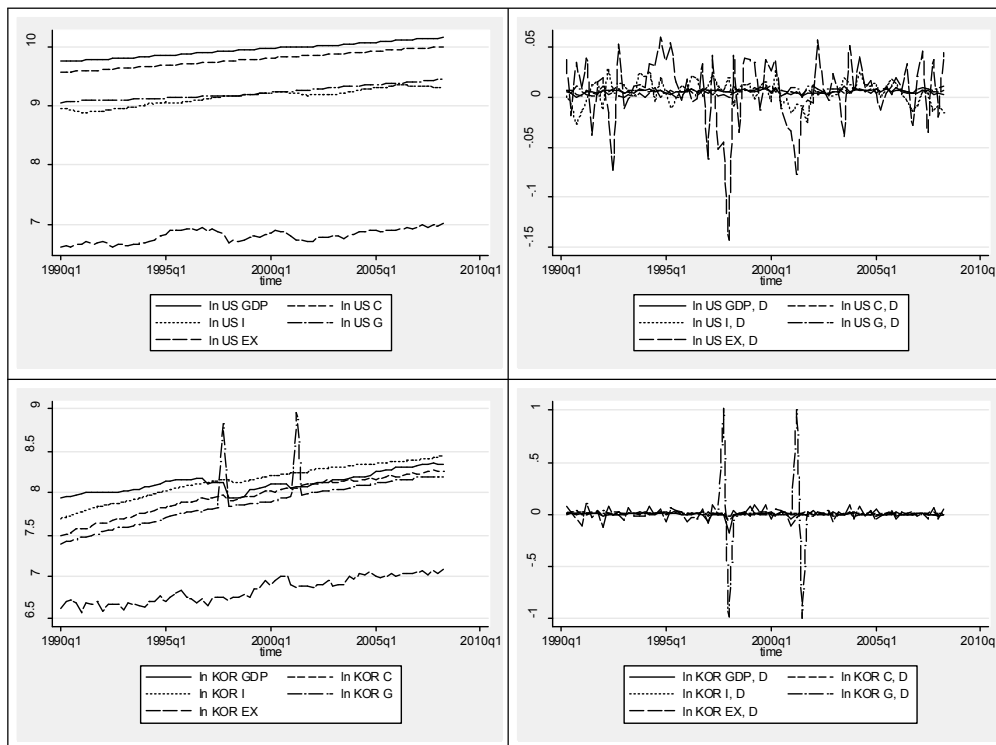 10
9
8
7
1990q1 1995q1 2000q1 2005q1 2010q1
time
ln US GDP ln US C
ln US I ln US G
ln US EX
.05
0
-.05
-.1
-.15
1990q1 1995q1 2000q1 2005q1 2010q1
time
ln US GDP, D ln US C, D
ln US I, D ln US G, D
ln US EX, D
9
8.5
8
7.5
7
6.5
1990q1 1995q1 2000q1 2005q1 2010q1
time
ln KOR GDP ln KOR C
ln KOR I ln KOR G
ln KOR EX
1
.5
0
-.5
-1
1990q1 1995q1 2000q1 2005q1 2010q1
time
ln KOR GDP, D ln KOR C, D
ln KOR I, D ln KOR G, D
ln KOR EX, D